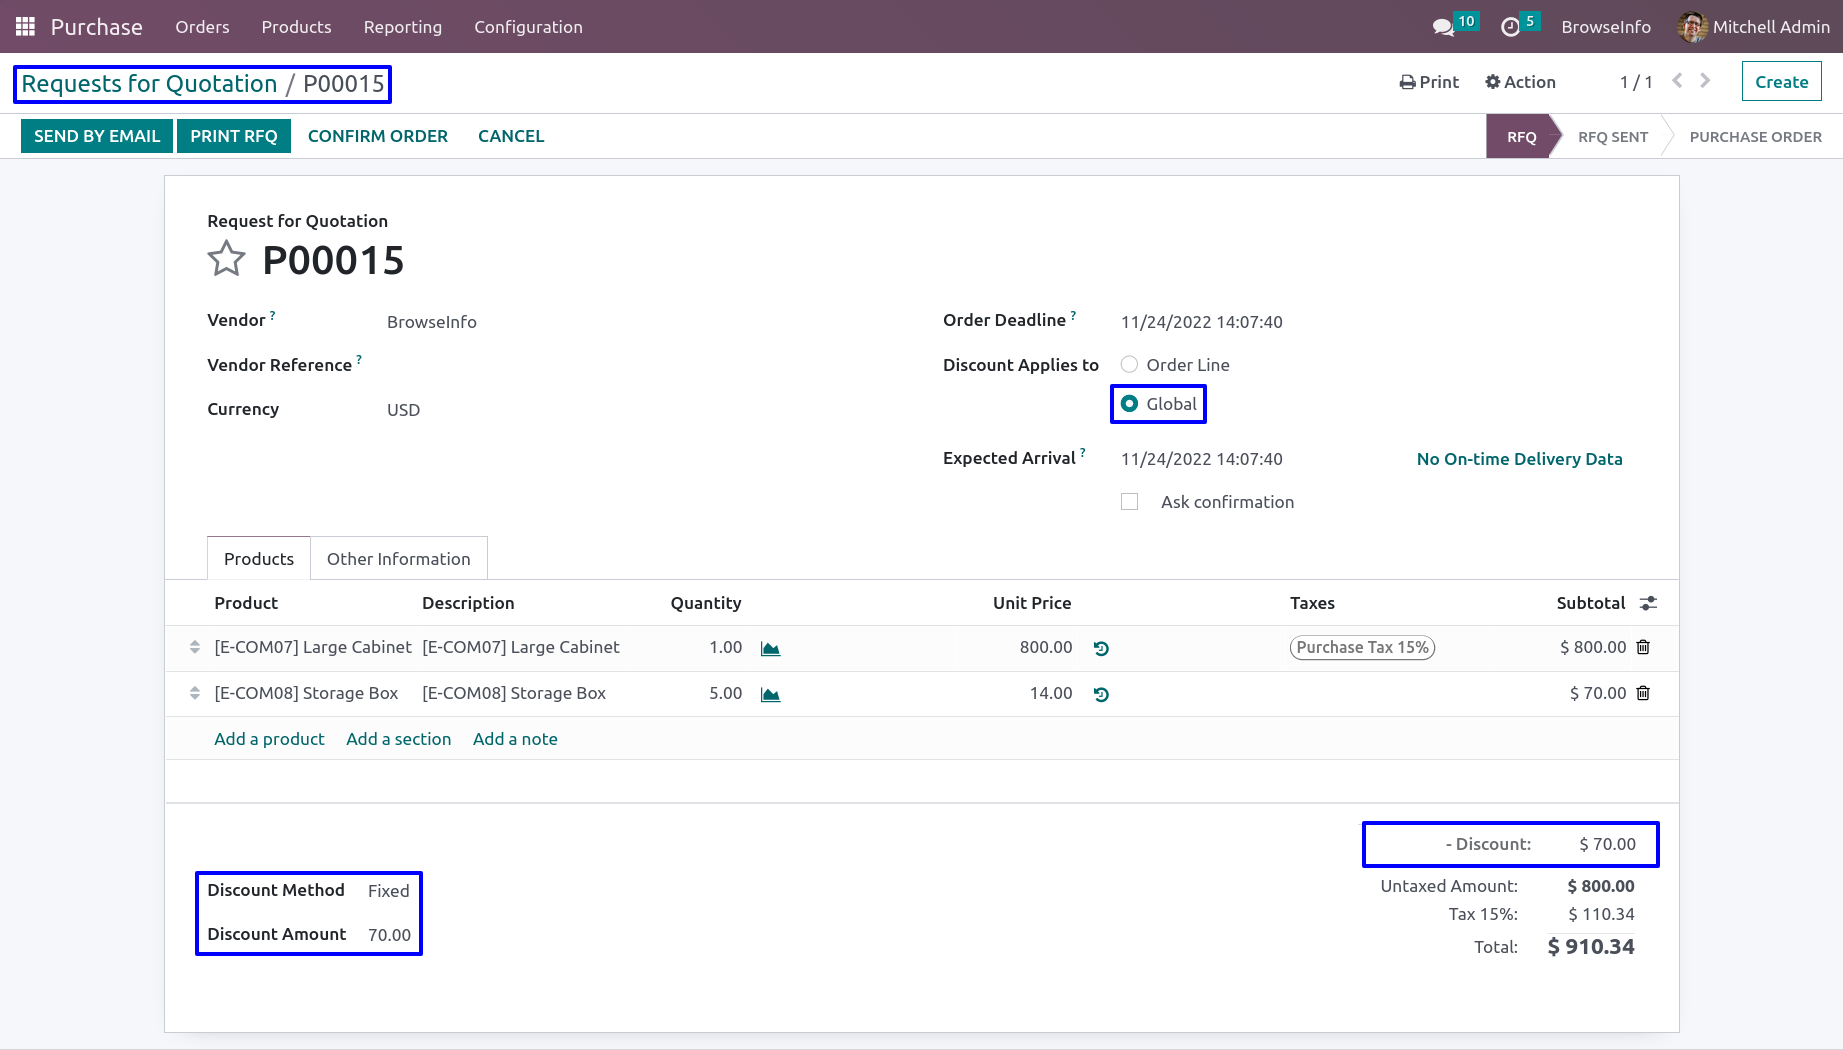 Purchase Orders Products Reporting Configuration 10 5 BrowseInfo Mitchell Admin
Requests for Quotation / P00015 Print Action 1 / 1 Create
SEND BY EMAIL PRINT RFQ CONFIRM ORDER CANCEL RFQ RFQ SENT PURCHASE ORDER
Request for Quotation
P00015
Vendor ? BrowseInfo Order Deadline ? 11/24/2022 14:07:40
Vendor Reference ? Discount Applies to Order Line
Currency USD Global
Expected Arrival ? 11/24/2022 14:07:40 No On-time Delivery Data
Ask confirmation
Products Other Information
Product Description Quantity Unit Price Taxes Subtotal
[E-COM07] Large Cabinet [E-COM07] Large Cabinet 1.00 800.00 Purchase Tax 15% $ 800.00
[E-COM08] Storage Box [E-COM08] Storage Box 5.00 14.00 $ 70.00
Add a product Add a section Add a note
- Discount: $ 70.00
Discount Method Fixed Untaxed Amount: $ 800.00
Tax 15%: $ 110.34
Discount Amount 70.00 Total: $ 910.34